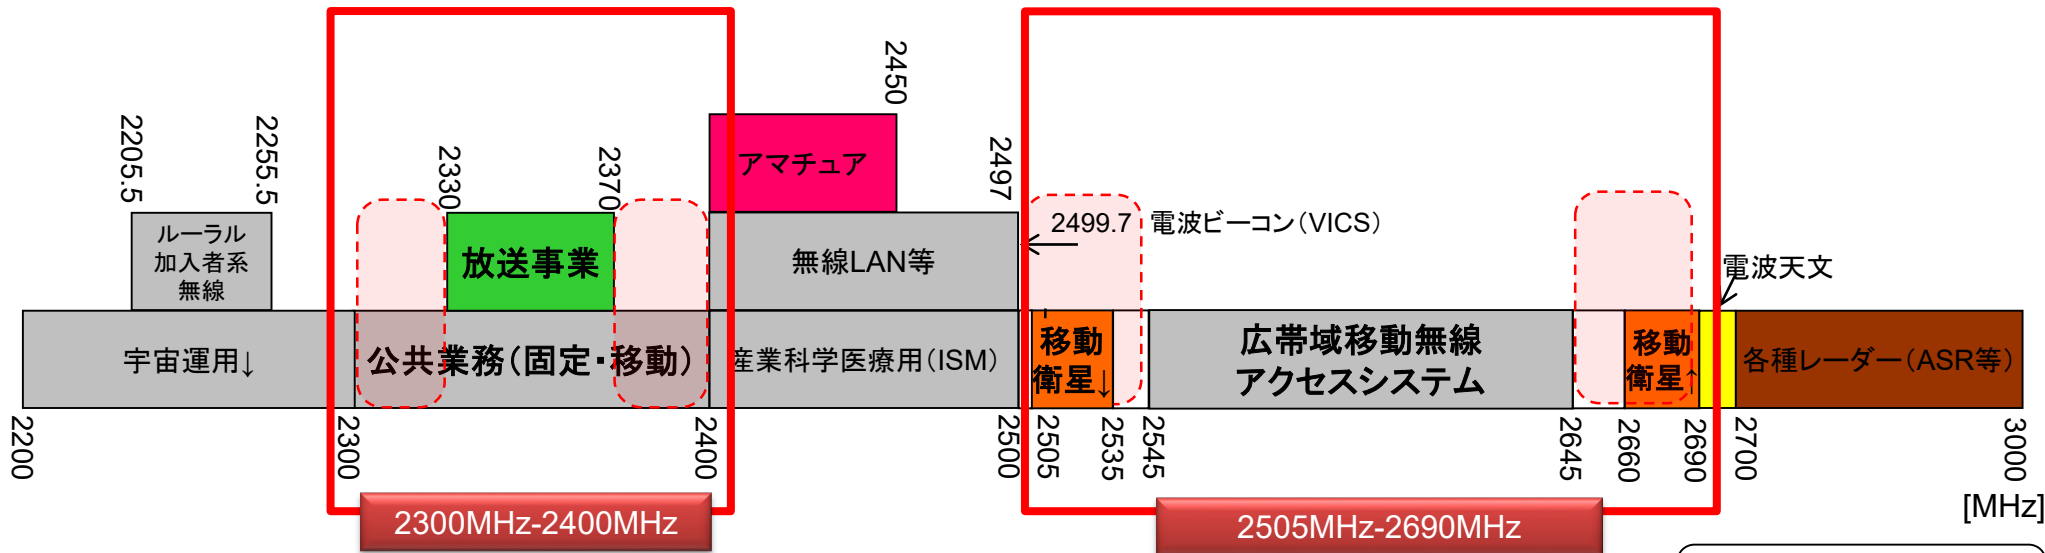 2205.5
2255.5
2330
2370
2450
2497
アマチュア
ルーラル
加入者系
無線
放送事業
無線LAN等
2499.7 電波ビーコン(VICS)
電波天文
宇宙運用↓
公共業務(固定・移動)
産業科学医療用(ISM)
移動
衛星↓
広帯域移動無線
アクセスシステム
移動
衛星↑
各種レーダー(ASR等)
2200
2300
2400
2500
2505
2535
2545
2645
2660
2690
2700
3000
[MHz]
2300MHz-2400MHz
2505MHz-2690MHz